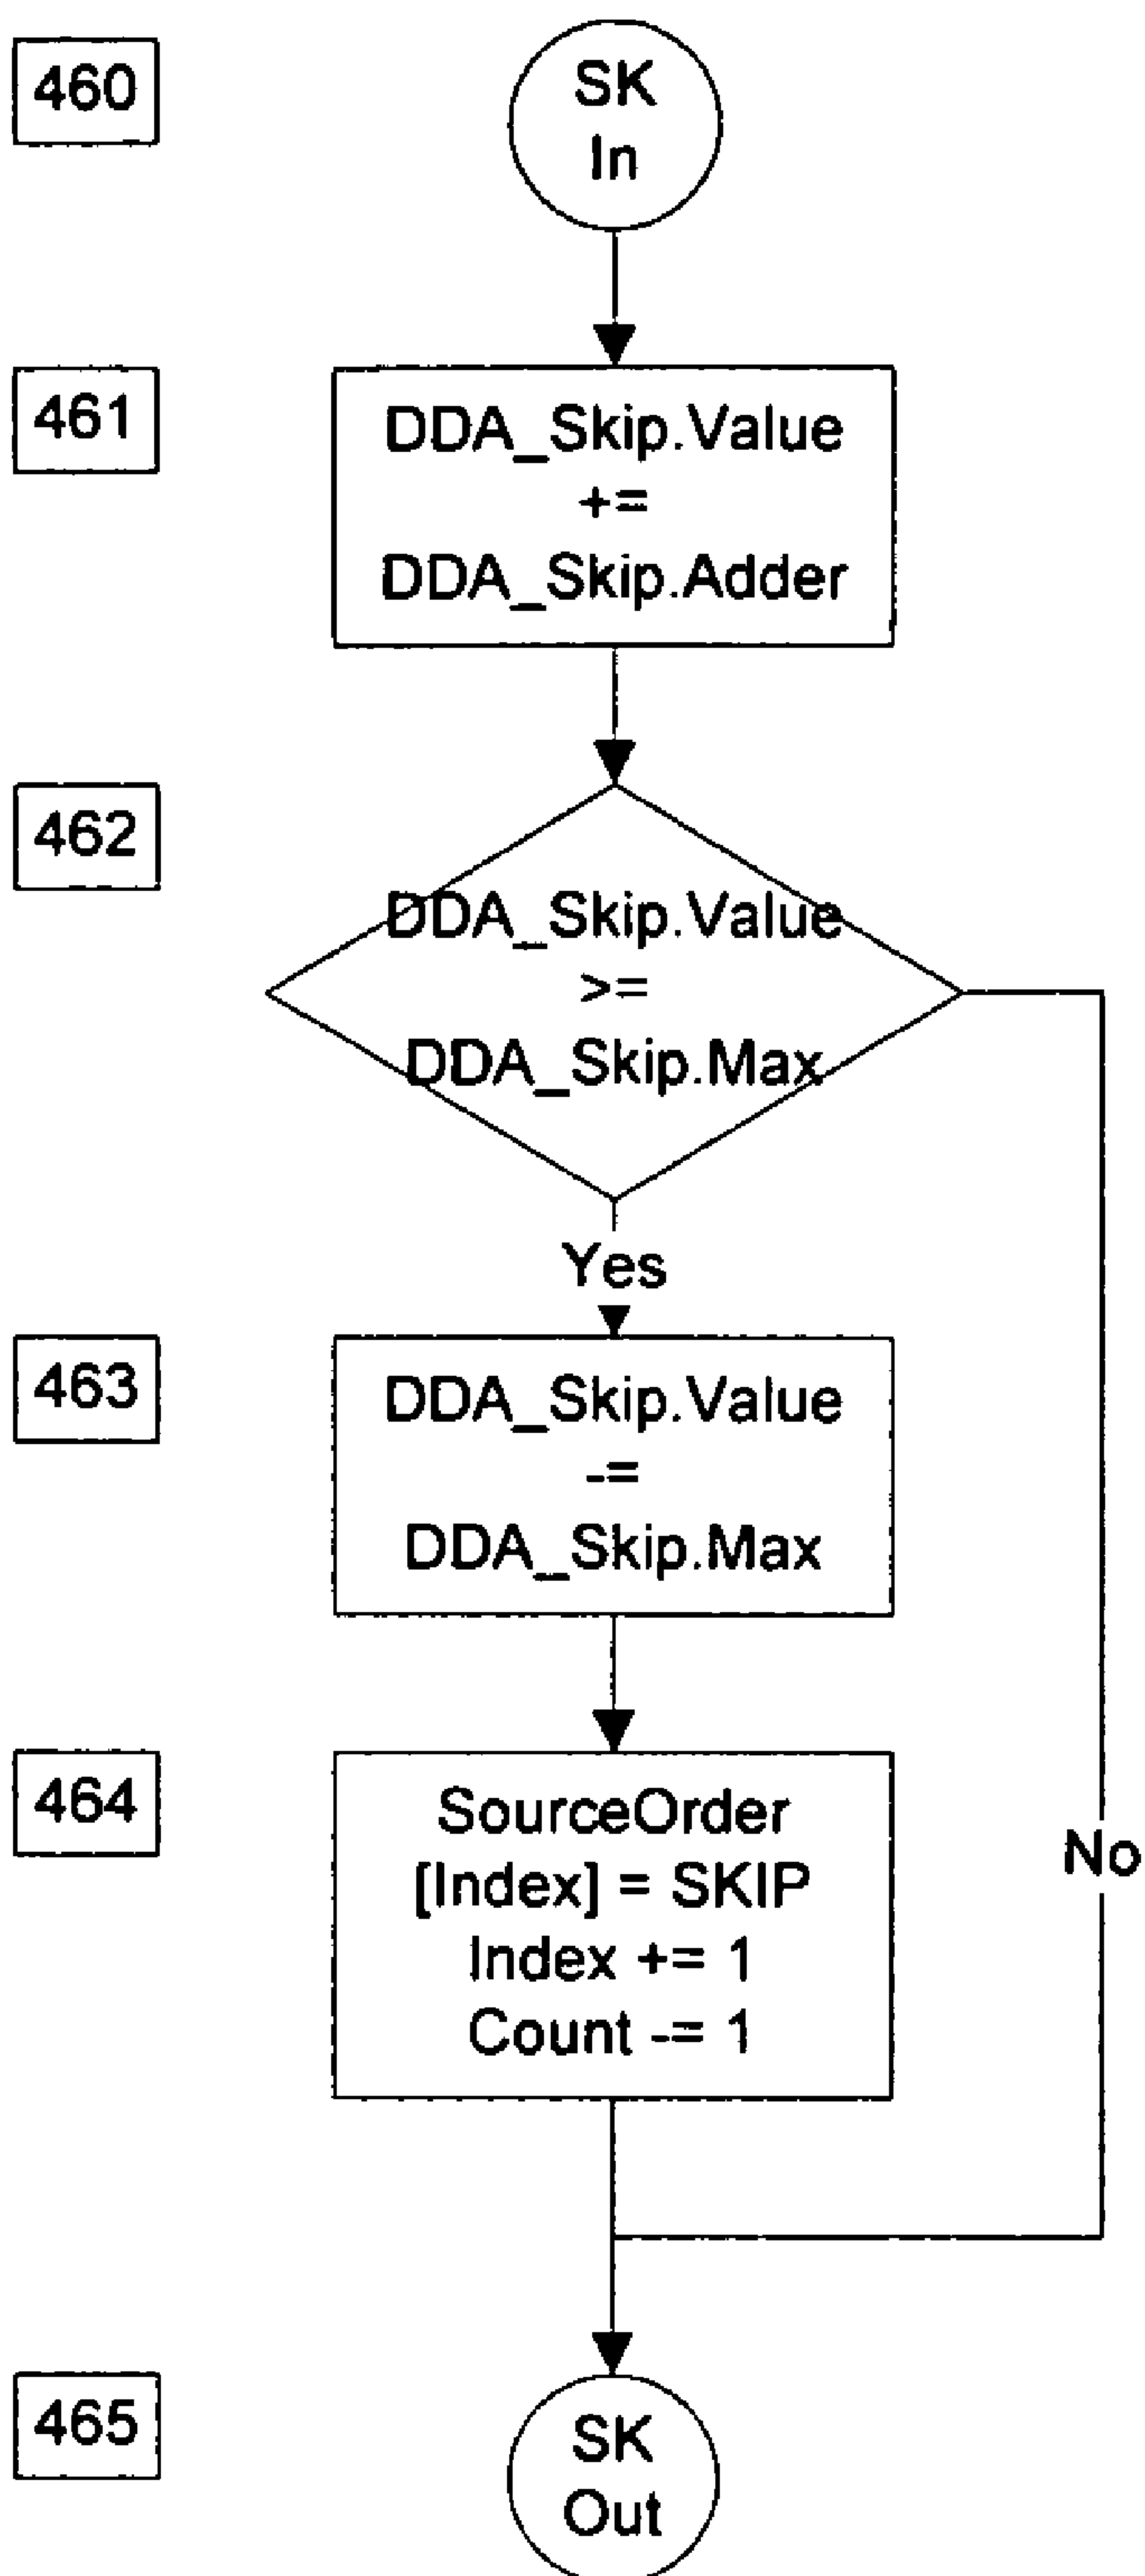 460
SK
In
461
DDA_Skip.Value
+=
DDA_Skip.Adder
462
DDA_Skip.Value
>=
DDA_Skip.Max
Yes
463
DDA_Skip.Value
-=
DDA_Skip.Max
464
SourceOrder
[Index] = SKIP
Index += 1
Count -= 1
No
465
SK
Out